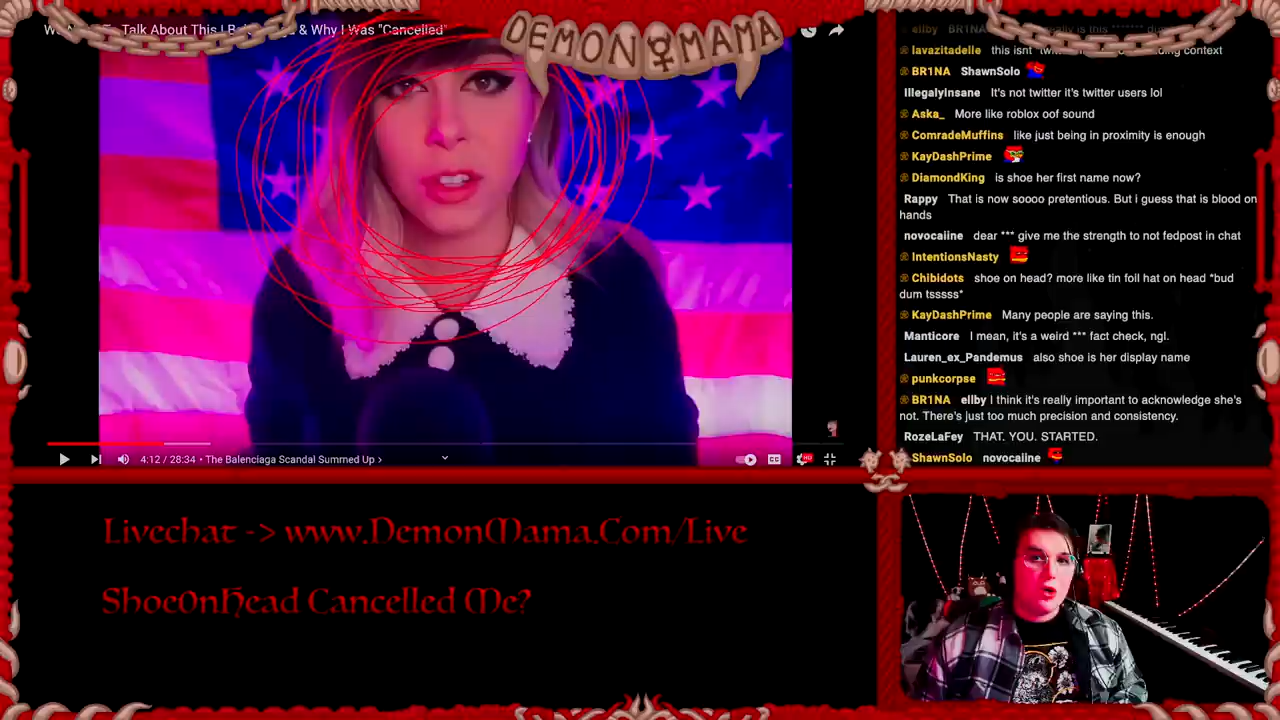 Talk About This
& Why I Was "Cancelled"
DEMON MAMA
ellby BR1NA
really is this *******
lavazitadelle this isnt
context
BR1NA ShawnSolo
IllegalyInsane It's not twitter it's twitter users lol
Aska_ More like roblox oof sound
ComradeMuffins like just being in proximity is enough
KayDashPrime
DiamondKing is shoe her first name now?
Rappy That is now soooo pretentious. But i guess that is blood on
hands
novocaiine dear *** give me the strength to not fedpost in chat
IntentionsNasty
Chibidots shoe on head? more like tin foil hat on head *bud
dum tsssss*
KayDashPrime Many people are saying this.
Manticore I mean, it's a weird *** fact check, ngl.
Lauren_ex_Pandemus also shoe is her display name
punkcorpse
BR1NA ellby I think it's really important to acknowledge she's
not. There's just too much precision and consistency.
RozeLaFey THAT. YOU. STARTED.
ShawnSolo novocaiine
4:12 / 28:34 • The Balenciaga Scandal Summed Up >
CC
HD
Livechat -> www.DemonMama.Com/Live
ShoeOnHead Cancelled Me?